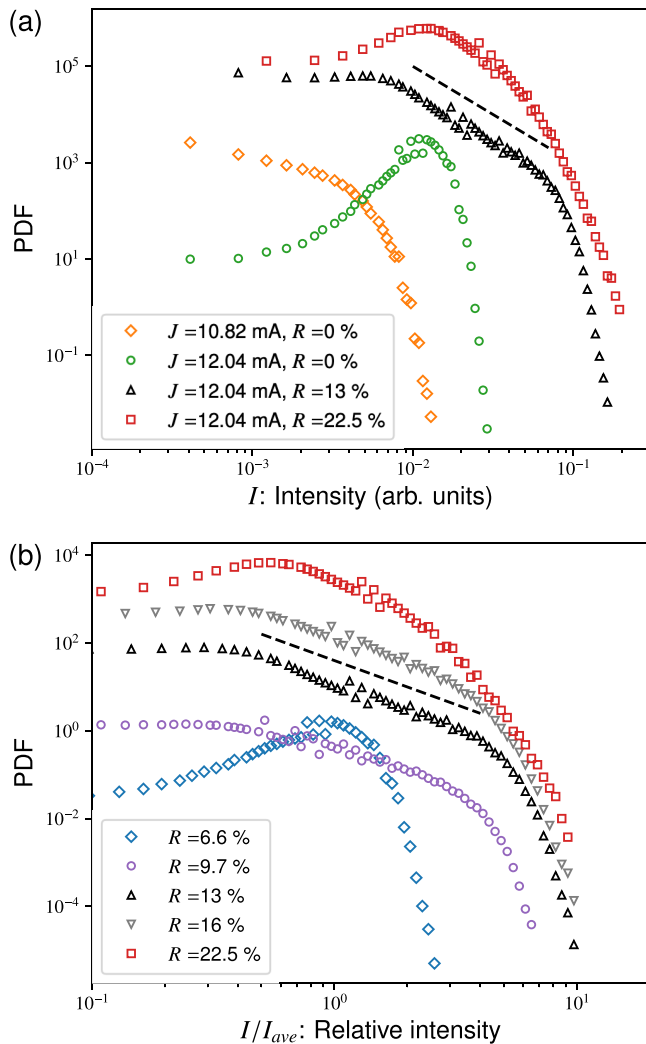 (a)
10^5
10^3
10^1
10^-1
PDF
J =10.82 mA, R =0 %
J =12.04 mA, R =0 %
J =12.04 mA, R =13 %
J =12.04 mA, R =22.5 %
10^-4
10^-3
10^-2
10^-1
I: Intensity (arb. units)
(b)
10^4
10^2
10^0
10^-2
10^-4
PDF
R =6.6 %
R =9.7 %
R =13 %
R =16 %
R =22.5 %
10^-1
10^0
10^1
I/I_ave: Relative intensity